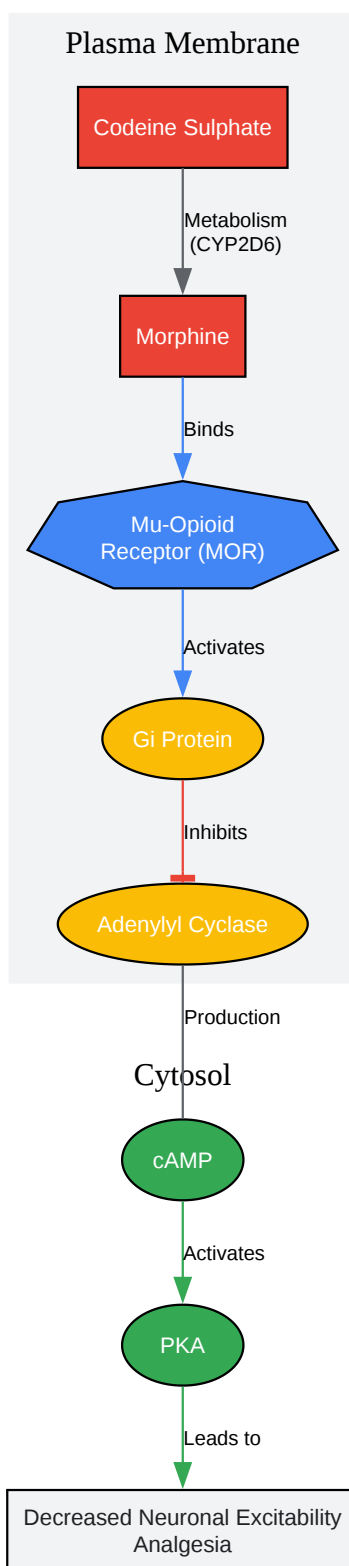 Plasma Membrane
Codeine Sulphate
Metabolism
(CYP2D6)
Morphine
Binds
Mu-Opioid
Receptor (MOR)
Activates
Gi Protein
Inhibits
Adenylyl Cyclase
Production
Cytosol
cAMP
Activates
PKA
Leads to
Decreased Neuronal Excitability
Analgesia